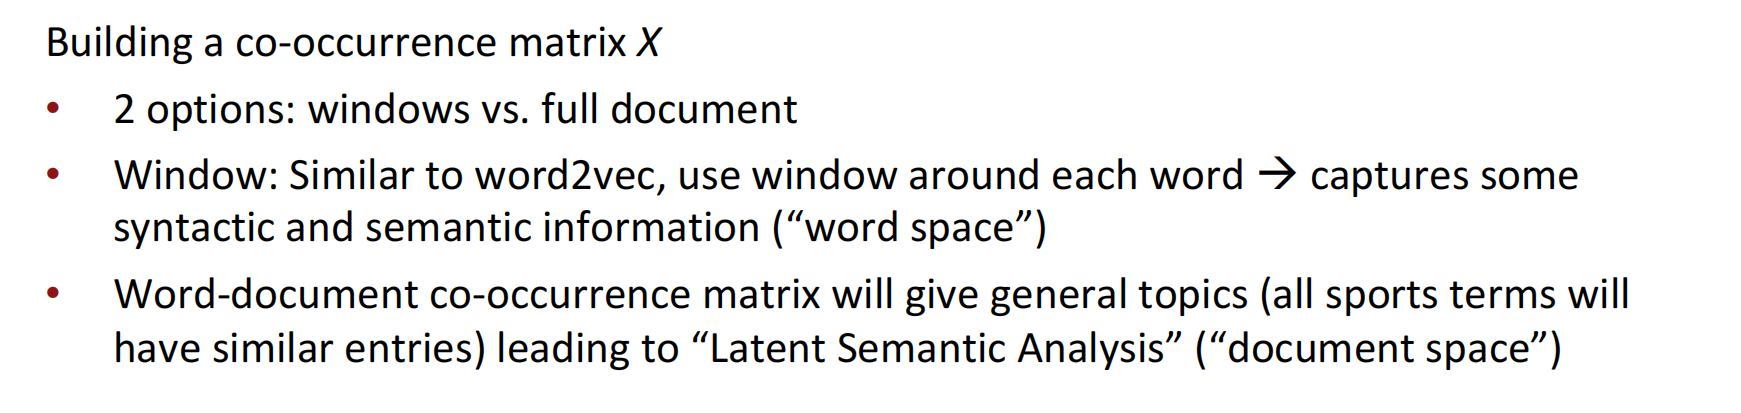 Building a co-occurrence matrix X
• 2 options: windows vs. full document
• Window: Similar to word2vec, use window around each word → captures some
syntactic and semantic information (“word space”)
• Word-document co-occurrence matrix will give general topics (all sports terms will
have similar entries) leading to “Latent Semantic Analysis” (“document space”)